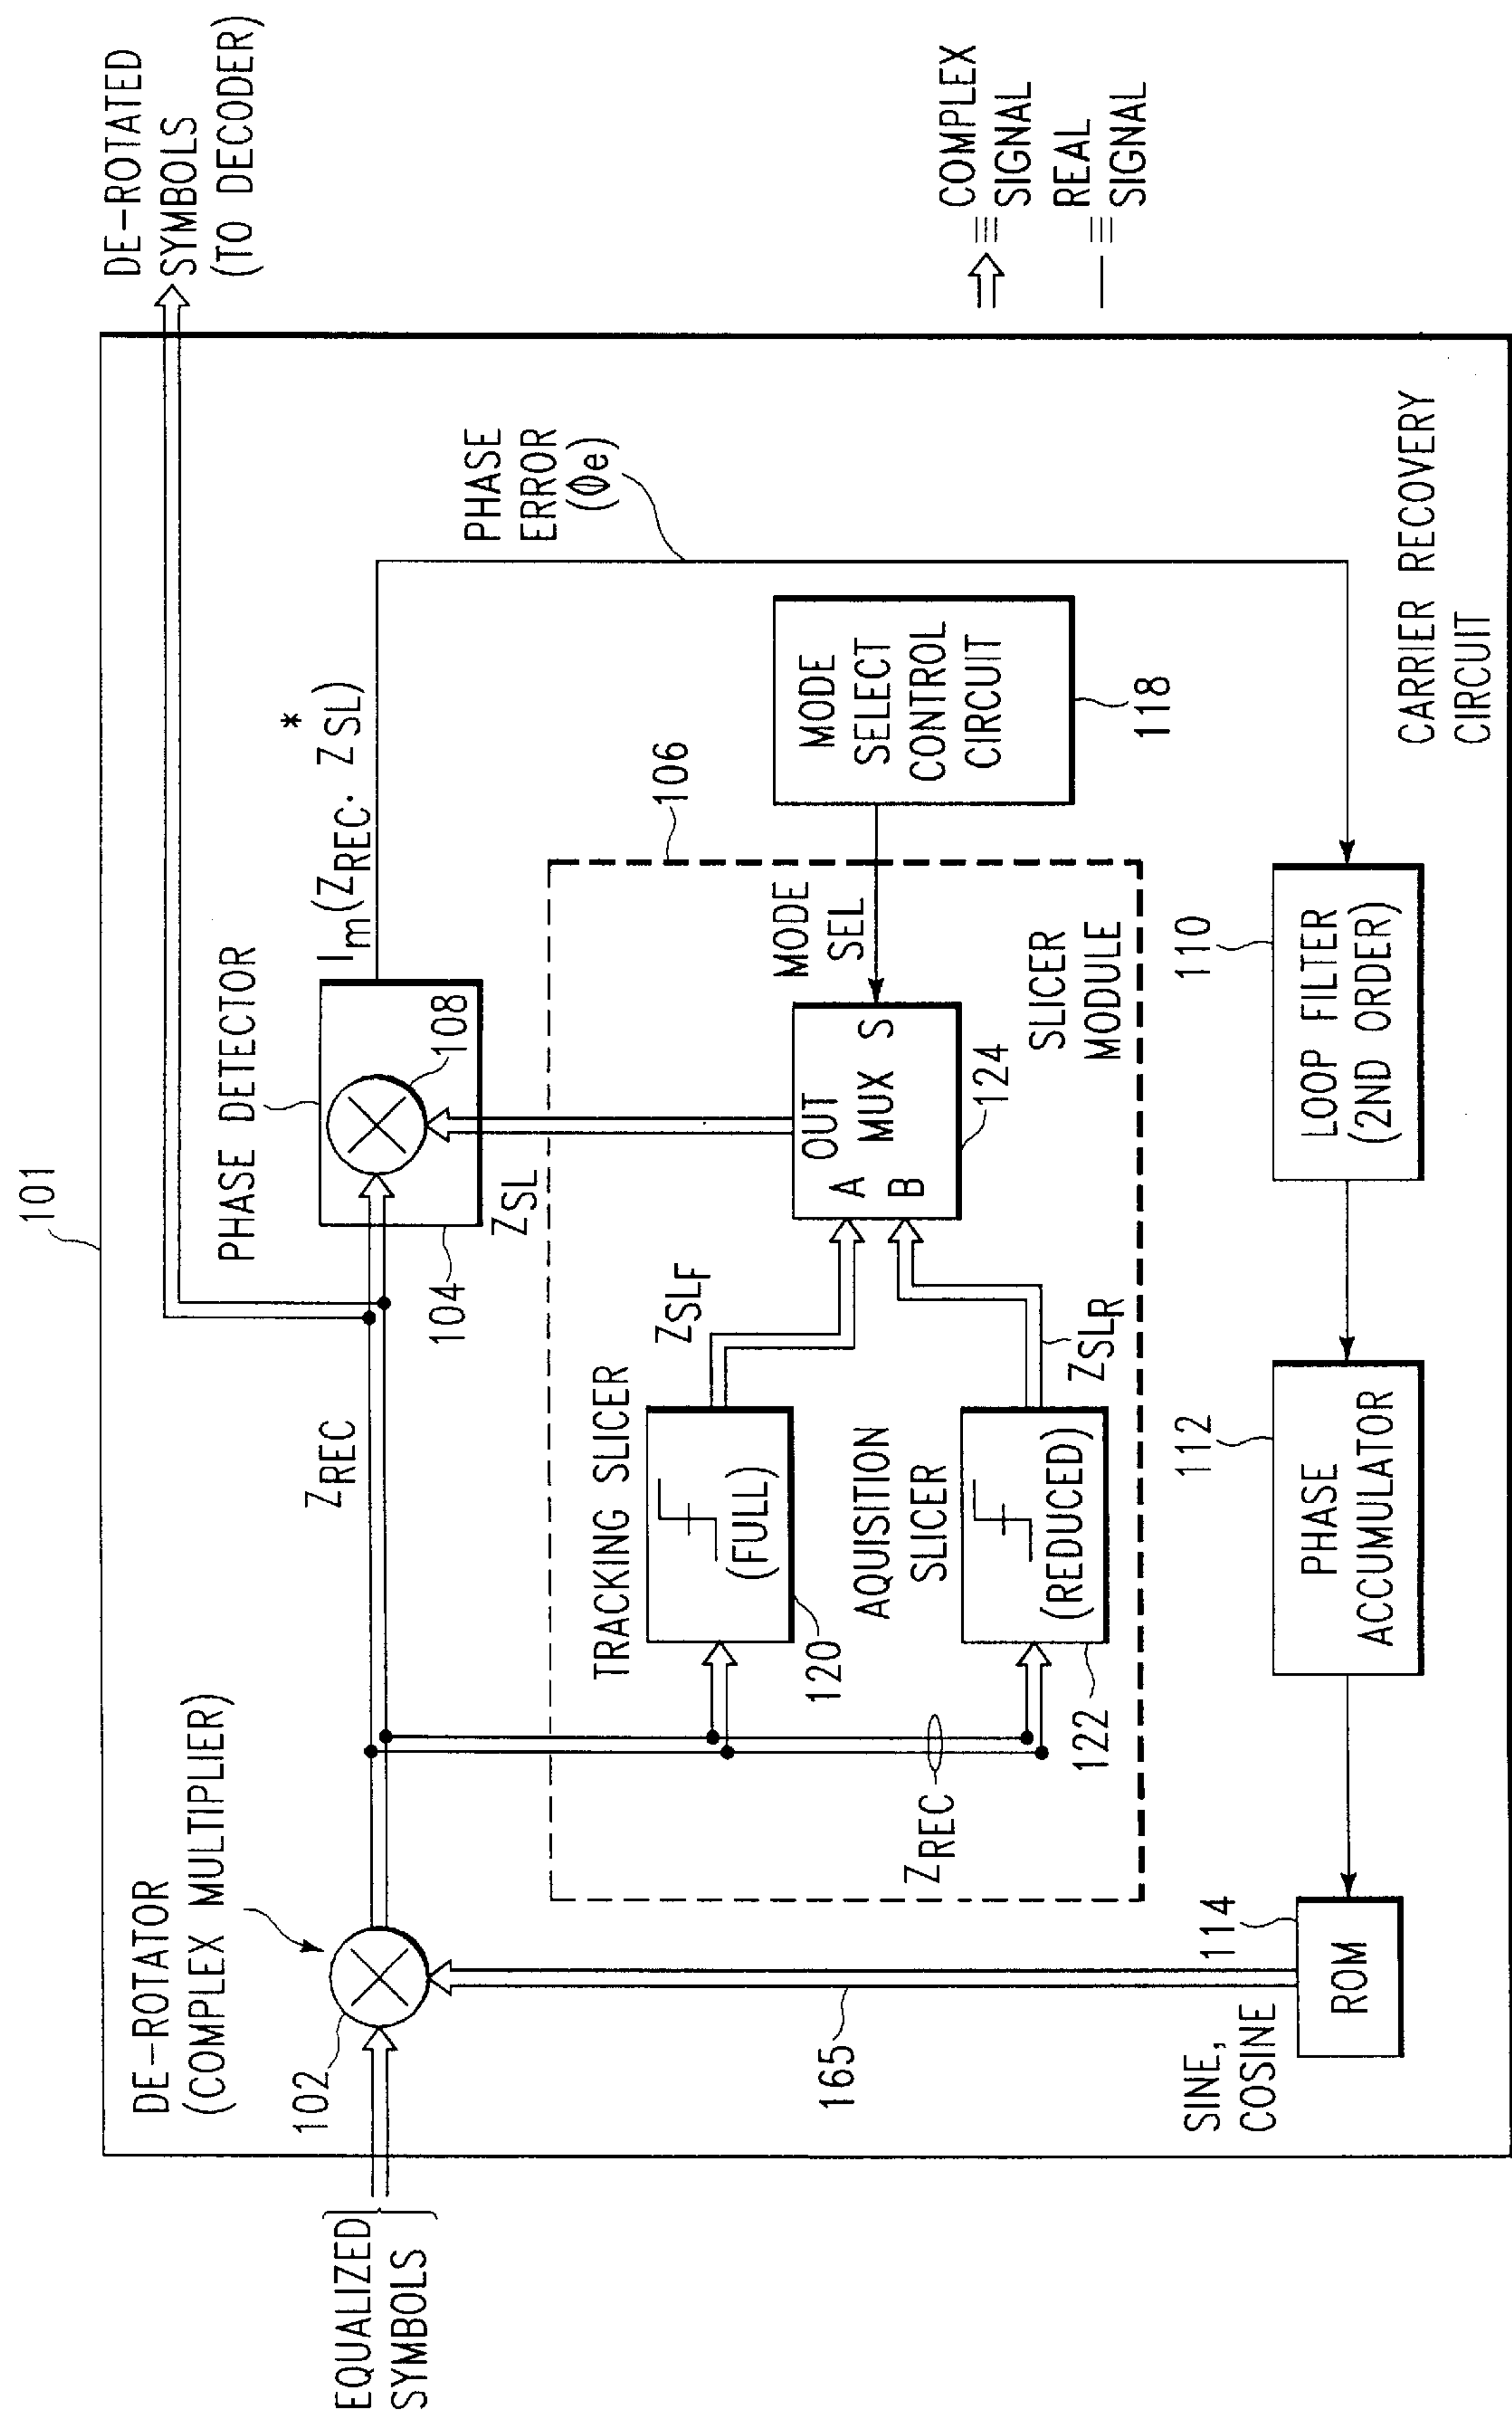 101
DE-ROTATED
SYMBOLS
(TO DECODER)
DE-ROTATOR
(COMPLEX MULTIPLIER)
102
EQUALIZED
SYMBOLS
ZREC
PHASE DETECTOR
108
104
Im(ZREC· ZSL)*
ZSL
PHASE
ERROR
(Φe)
COMPLEX
≡ SIGNAL
REAL
≡ SIGNAL
106
TRACKING SLICER
(FULL)
120
ZSLF
AQUISITION
SLICER
(REDUCED)
122
ZSLR
ZREC
OUT
A
MUX S
B
124
MODE
SEL
SLICER
MODULE
MODE
SELECT
CONTROL
CIRCUIT
118
165
SINE,
COSINE
114
ROM
112
PHASE
ACCUMULATOR
110
LOOP FILTER
(2ND ORDER)
CARRIER RECOVERY
CIRCUIT